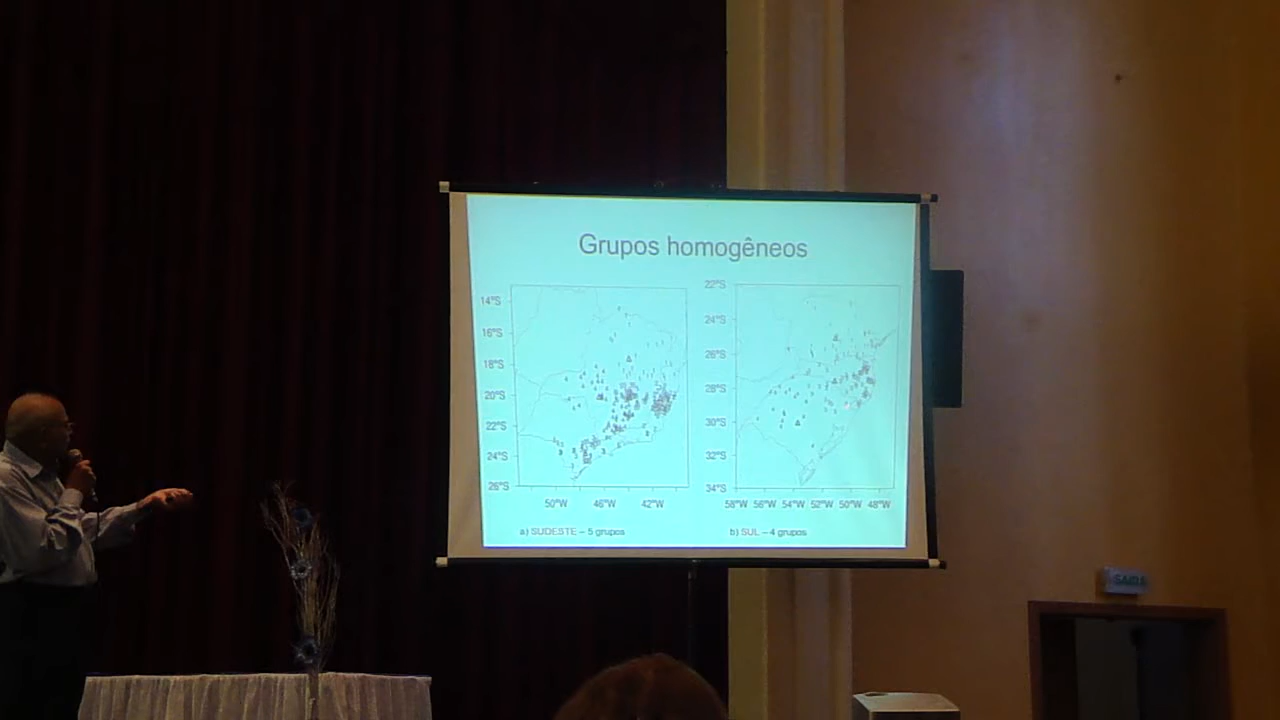 Grupos homogêneos
14°S
16°S
18°S
20°S
22°S
24°S
26°S
50°W 46°W 42°W
a) SUDESTE – 5 grupos
22°S
24°S
26°S
28°S
30°S
32°S
34°S
58°W 56°W 54°W 52°W 50°W 48°W
b) SUL – 4 grupos
SAIDA